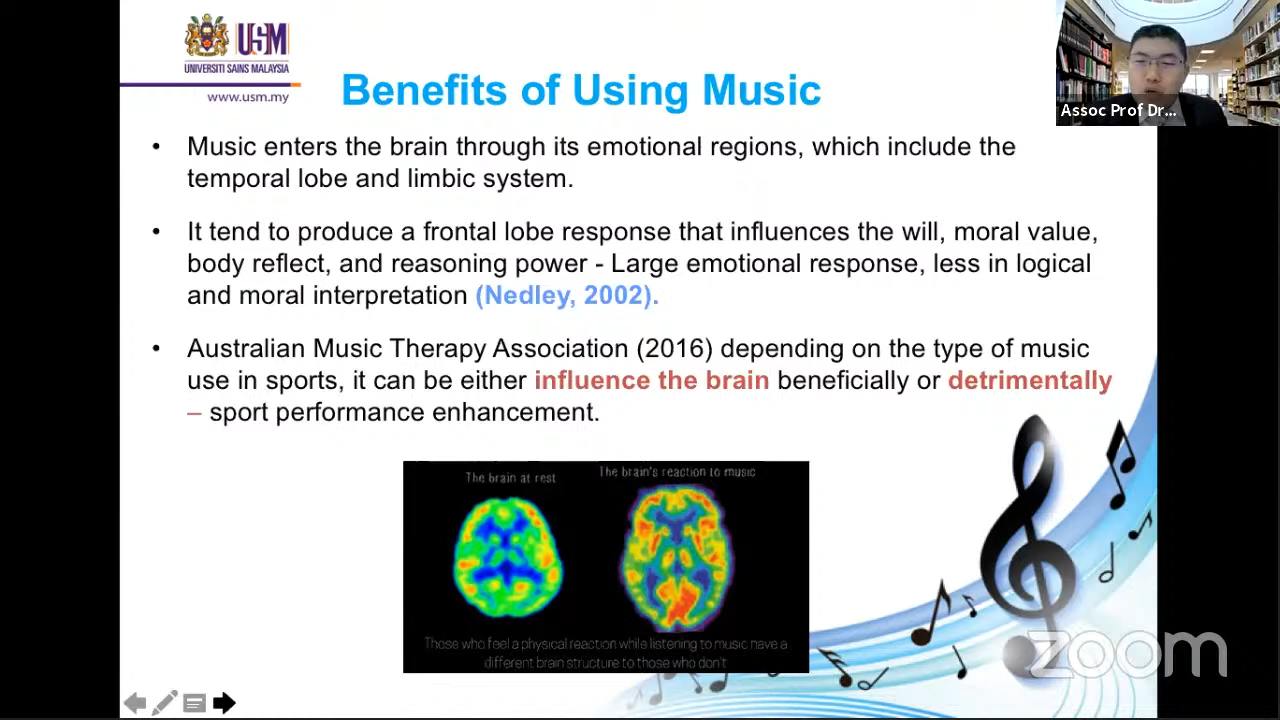 USM
UNIVERSITI SAINS MALAYSIA
www.usm.my
Benefits of Using Music
Assoc Prof Dr...
• Music enters the brain through its emotional regions, which include the
temporal lobe and limbic system.
• It tend to produce a frontal lobe response that influences the will, moral value,
body reflect, and reasoning power - Large emotional response, less in logical
and moral interpretation (Nedley, 2002).
• Australian Music Therapy Association (2016) depending on the type of music
use in sports, it can be either influence the brain beneficially or detrimentally
– sport performance enhancement.
The brain at rest
The brain's reaction to music
Those who feel a physical reaction while listening to music have a
different brain structure to those who don't
zoom